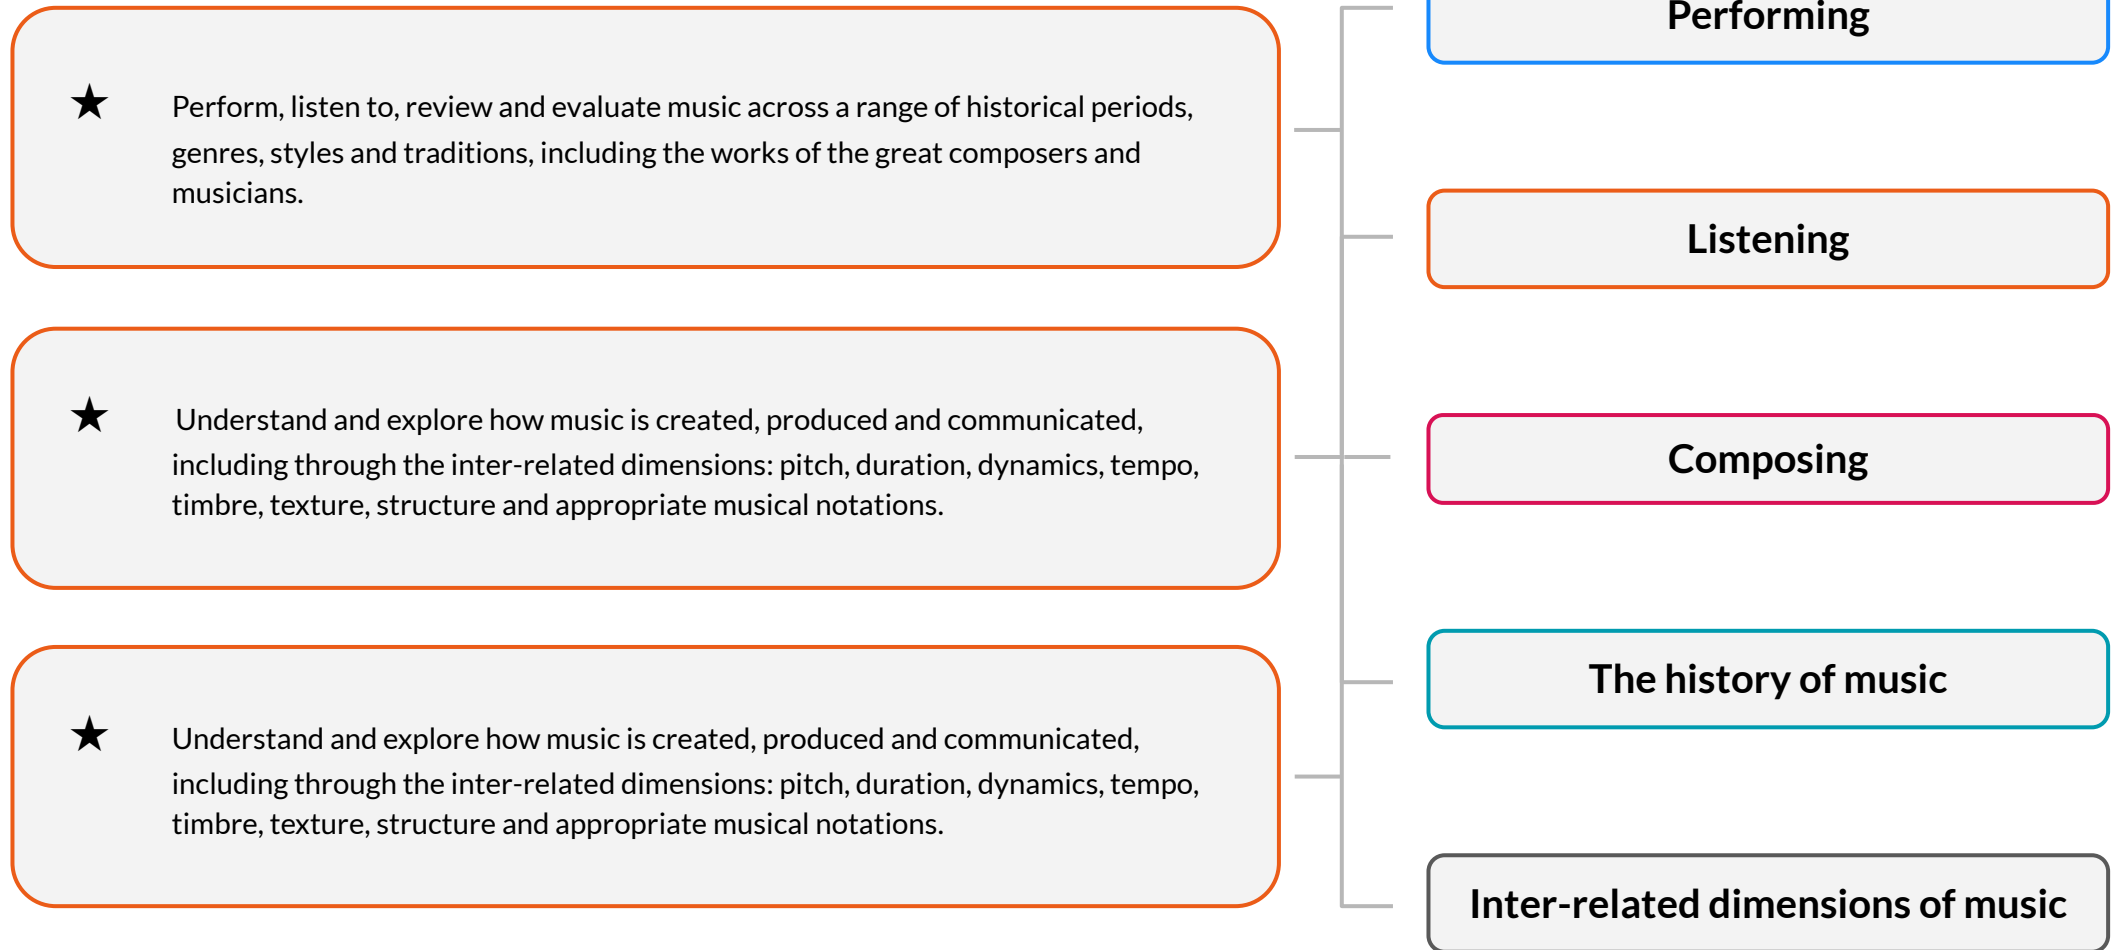 Perform, listen to, review and evaluate music across a range of historical periods,
genres, styles and traditions, including the works of the great composers and
musicians.
Understand and explore how music is created, produced and communicated,
including through the inter-related dimensions: pitch, duration, dynamics, tempo,
timbre, texture, structure and appropriate musical notations.
Understand and explore how music is created, produced and communicated,
including through the inter-related dimensions: pitch, duration, dynamics, tempo,
timbre, texture, structure and appropriate musical notations.
Performing
Listening
Composing
The history of music
Inter-related dimensions of music